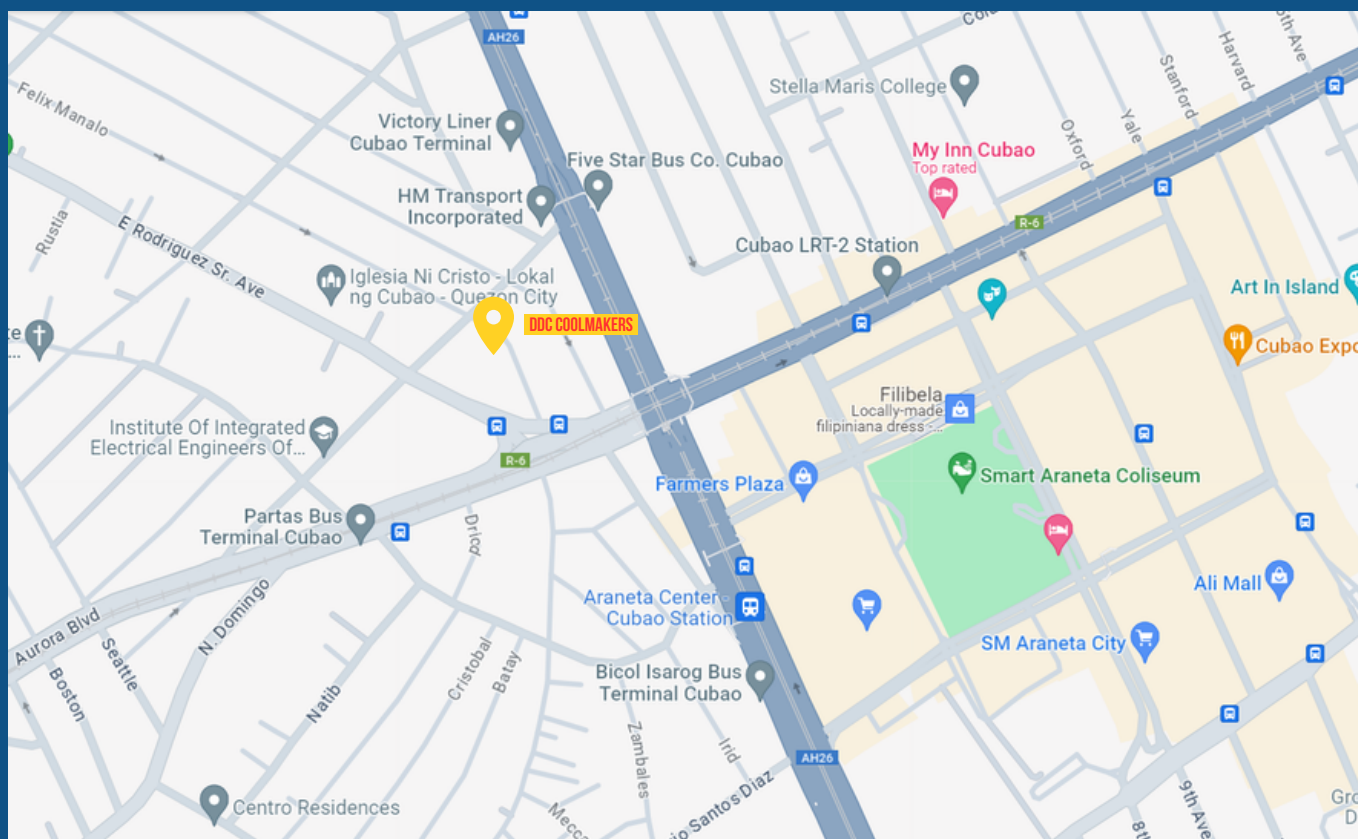 AH26
Stella Maris College
Felix Manalo
Victory Liner
Cubao Terminal
Stanford
Harvard
Yale
Oxford
My Inn Cubao
Top rated
Five Star Bus Co. Cubao
HM Transport
Incorporated
Rustia
E Rodriguez Sr. Ave
R-6
Cubao LRT-2 Station
Iglesia Ni Cristo - Lokal
ng Cubao - Quezon City
Art In Island
DDC COOLMAKERS
Cubao Expo
Filibela
Locally-made
filipiniana dress -...
Institute Of Integrated
Electrical Engineers Of...
R-6
Farmers Plaza
Smart Araneta Coliseum
Partas Bus
Terminal Cubao
Ali Mall
Araneta Center -
Cubao Station
N. Domingo
Aurora Blvd
Seattle
Boston
Natib
Cristobal
Batay
SM Araneta City
Bicol Isarog Bus
Terminal Cubao
Zambales
Irid
AH26
Centro Residences
Santos Diaz
9th Ave